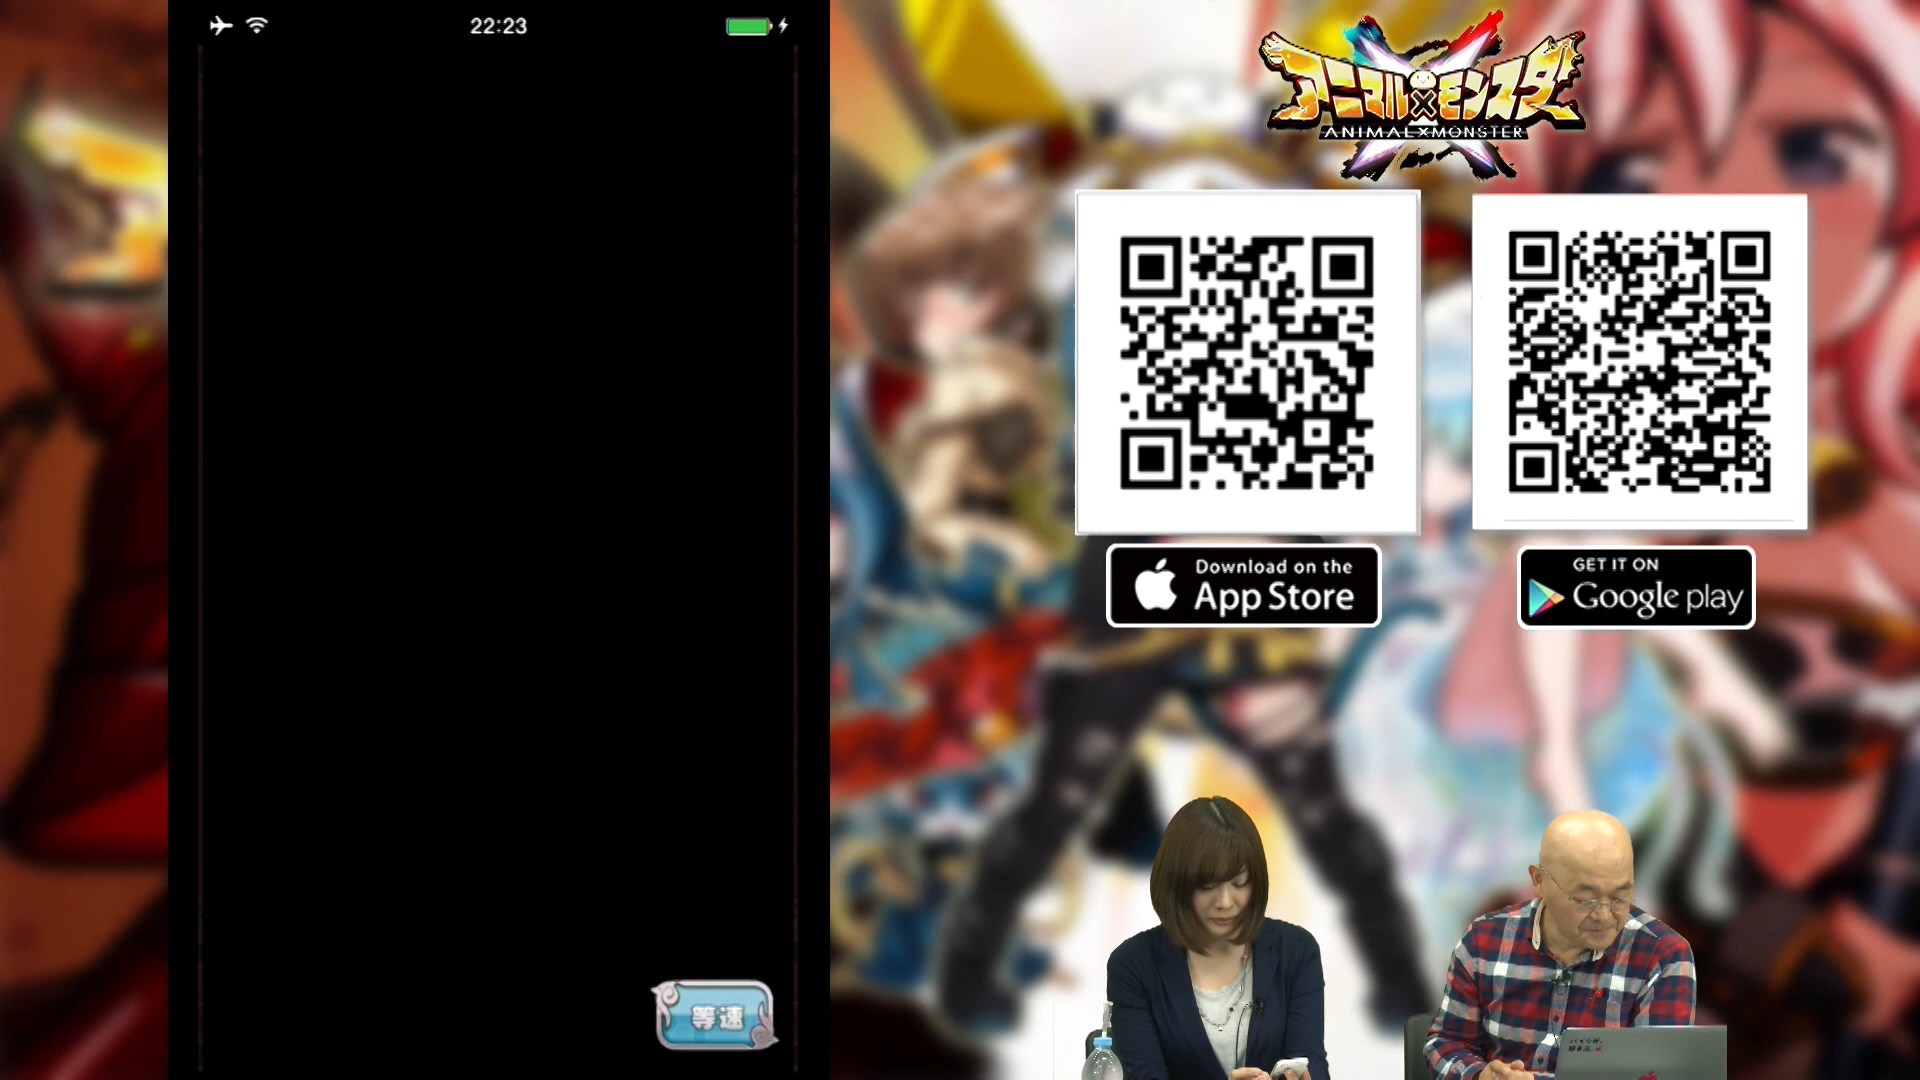 22:23
アニマル×モンスター
ANIMAL×MONSTER
Download on the
App Store
GET IT ON
Google play
等速